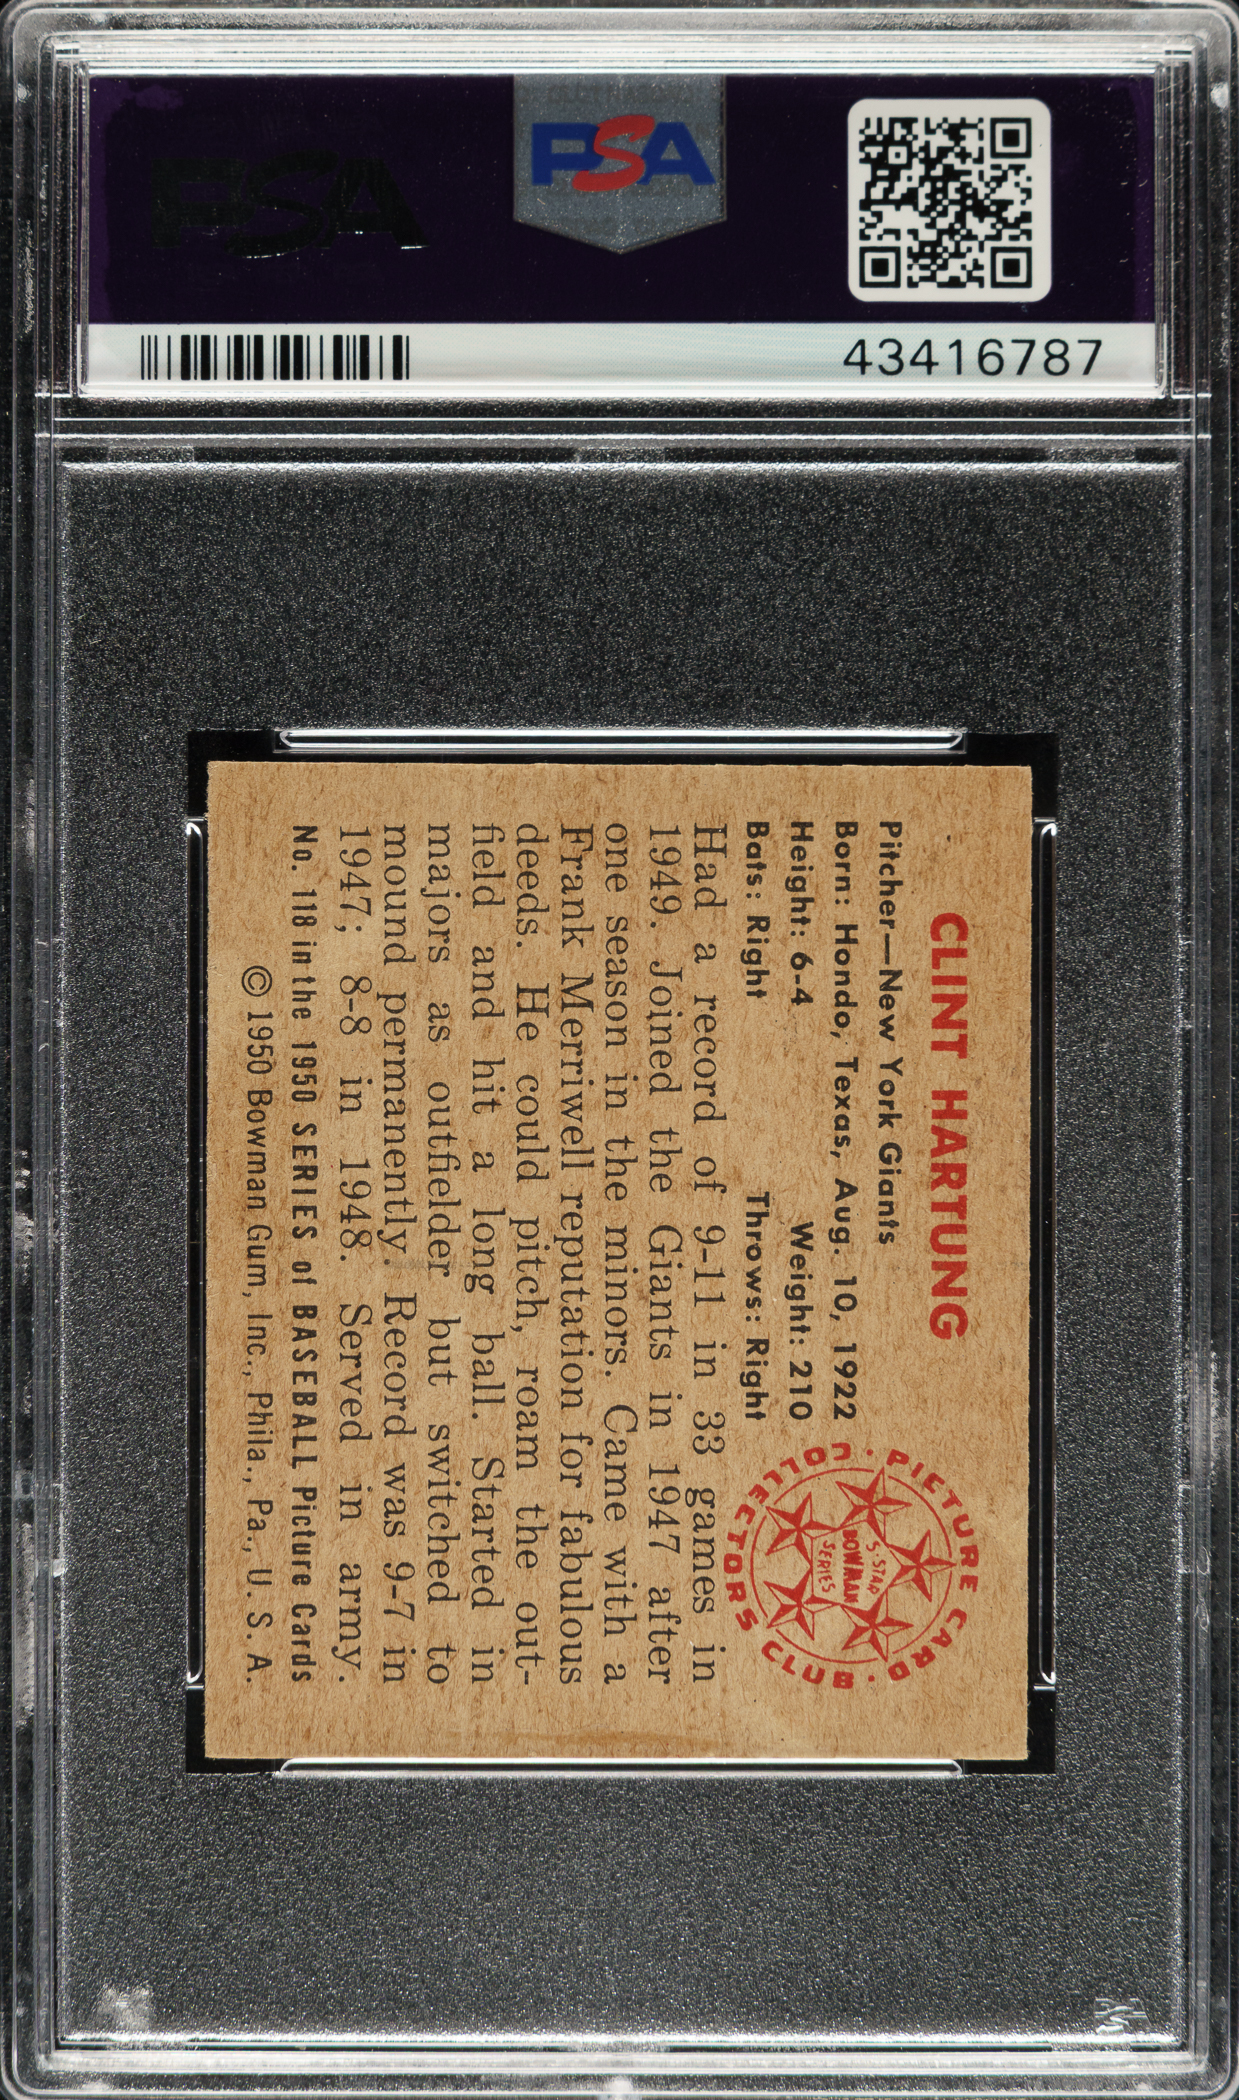 PSA
PSA
43416787
CLINT HARTUNG
Pitcher—New York Giants
Born: Hondo, Texas, Aug. 10, 1922
Height: 6-4 Weight: 210
Bats: Right Throws: Right
PICTURE CARD · COLLECTORS CLUB ·
5-STAR
BOWMAN
SERIES
Had a record of 9-11 in 33 games in
1949. Joined the Giants in 1947 after
one season in the minors. Came with a
Frank Merriwell reputation for fabulous
deeds. He could pitch, roam the out-
field and hit a long ball. Started in
majors as outfielder but switched to
mound permanently. Record was 9-7 in
1947; 8-8 in 1948. Served in army.
No. 118 in the 1950 SERIES of BASEBALL Picture Cards
© 1950 Bowman Gum, Inc., Phila., Pa., U. S. A.
PSA